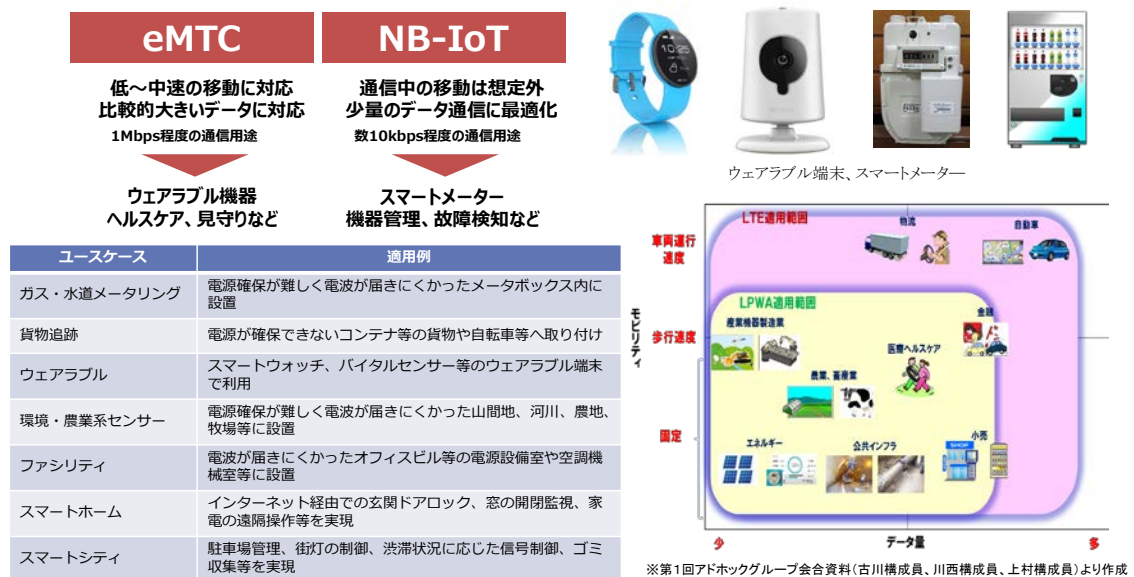 eMTC
低～中速の移動に対応
比較的大きいデータに対応
1Mbps程度の通信用途
ウェアラブル機器
ヘルスケア、見守りなど
NB-IoT
通信中の移動は想定外
少量のデータ通信に最適化
数10kbps程度の通信用途
スマートメーター
機器管理、故障検知など
10:25
ウェアラブル端末、スマートメーター
ユースケース
適用例
ガス・水道メータリング
電源確保が難しく電波が届きにくかったメータボックス内に
設置
貨物追跡
電源が確保できないコンテナ等の貨物や自転車等へ取り付け
ウェアラブル
スマートウォッチ、バイタルセンサー等のウェアラブル端末
で利用
環境・農業系センサー
電源確保が難しく電波が届きにくかった山間地、河川、農地、
牧場等に設置
ファシリティ
電波が届きにくかったオフィスビル等の電源設備室や空調機
械室等に設置
スマートホーム
インターネット経由での玄関ドアロック、窓の開閉監視、家
電の遠隔操作等を実現
スマートシティ
駐車場管理、街灯の制御、渋滞状況に応じた信号制御、ゴミ
収集等を実現
モビリティ
車両運行
速度
歩行速度
固定
LTE適用範囲
物流
自動車
LPWA適用範囲
産業機器製造業
金融
医療ヘルスケア
農業、畜産業
エネルギー
公共インフラ
小売
SHOP
少
データ量
多
※第1回アドホックグループ会合資料(古川構成員、川西構成員、上村構成員)より作成